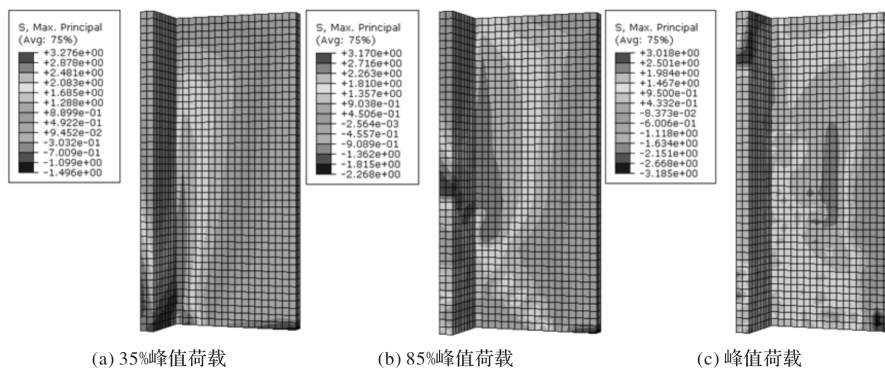 S, Max. Principal
(Avg: 75%)
+3.276e+00
+2.878e+00
+2.481e+00
+2.083e+00
+1.685e+00
+1.288e+00
+8.899e-01
+4.922e-01
+9.452e-02
-3.032e-01
-7.009e-01
-1.099e+00
-1.496e+00
S, Max. Principal
(Avg: 75%)
+3.170e+00
+2.716e+00
+2.263e+00
+1.810e+00
+1.357e+00
+9.038e-01
+4.506e-01
-2.564e-03
-4.557e-01
-9.089e-01
-1.362e+00
-1.815e+00
-2.268e+00
S, Max. Principal
(Avg: 75%)
+3.018e+00
+2.501e+00
+1.984e+00
+1.467e+00
+9.500e-01
+4.332e-01
-8.373e-02
-6.006e-01
-1.118e+00
-1.634e+00
-2.151e+00
-2.668e+00
-3.185e+00
(a) 35%峰值荷载
(b) 85%峰值荷载
(c) 峰值荷载